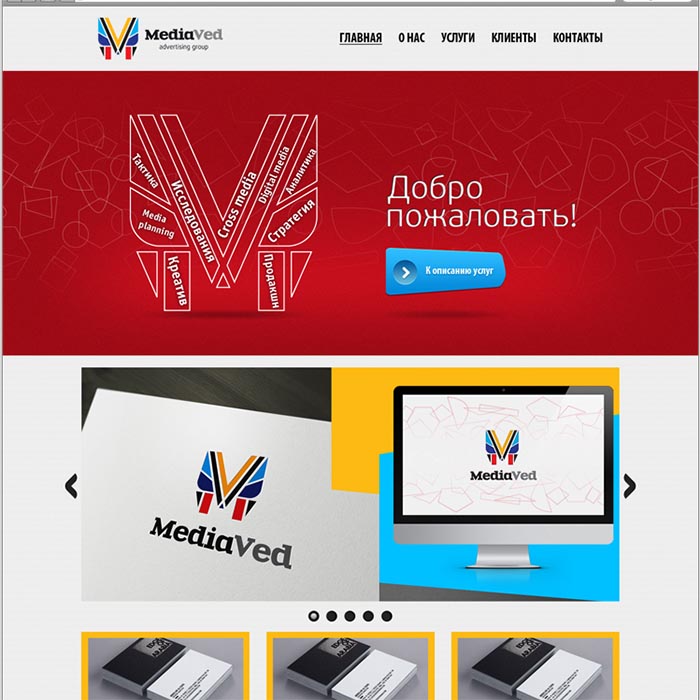 MediaVed
advertising group
ГЛАВНАЯ О НАС УСЛУГИ КЛИЕНТЫ КОНТАКТЫ
Тактика
Исследования
Cross media
Digital media
Аналитика
Media
planning
Стратегия
Креатив
Продакшн
Добро
пожаловать!
К описанию услуг
MediaVed
MediaVed